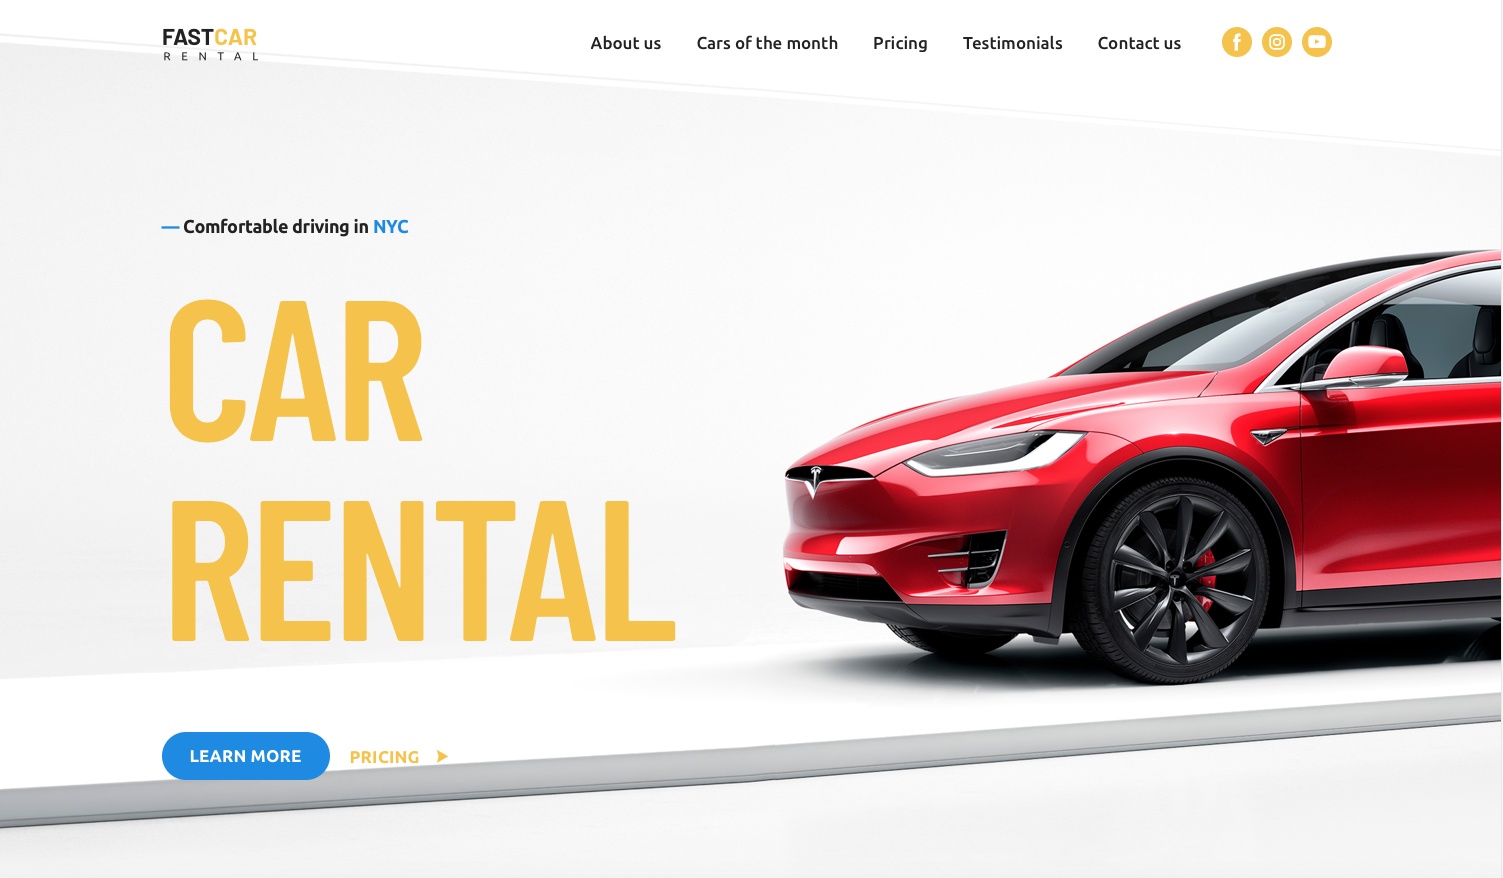 FASTCAR
RENTAL
About us
Cars of the month
Pricing
Testimonials
Contact us
— Comfortable driving in NYC
CAR
RENTAL
LEARN MORE
PRICING